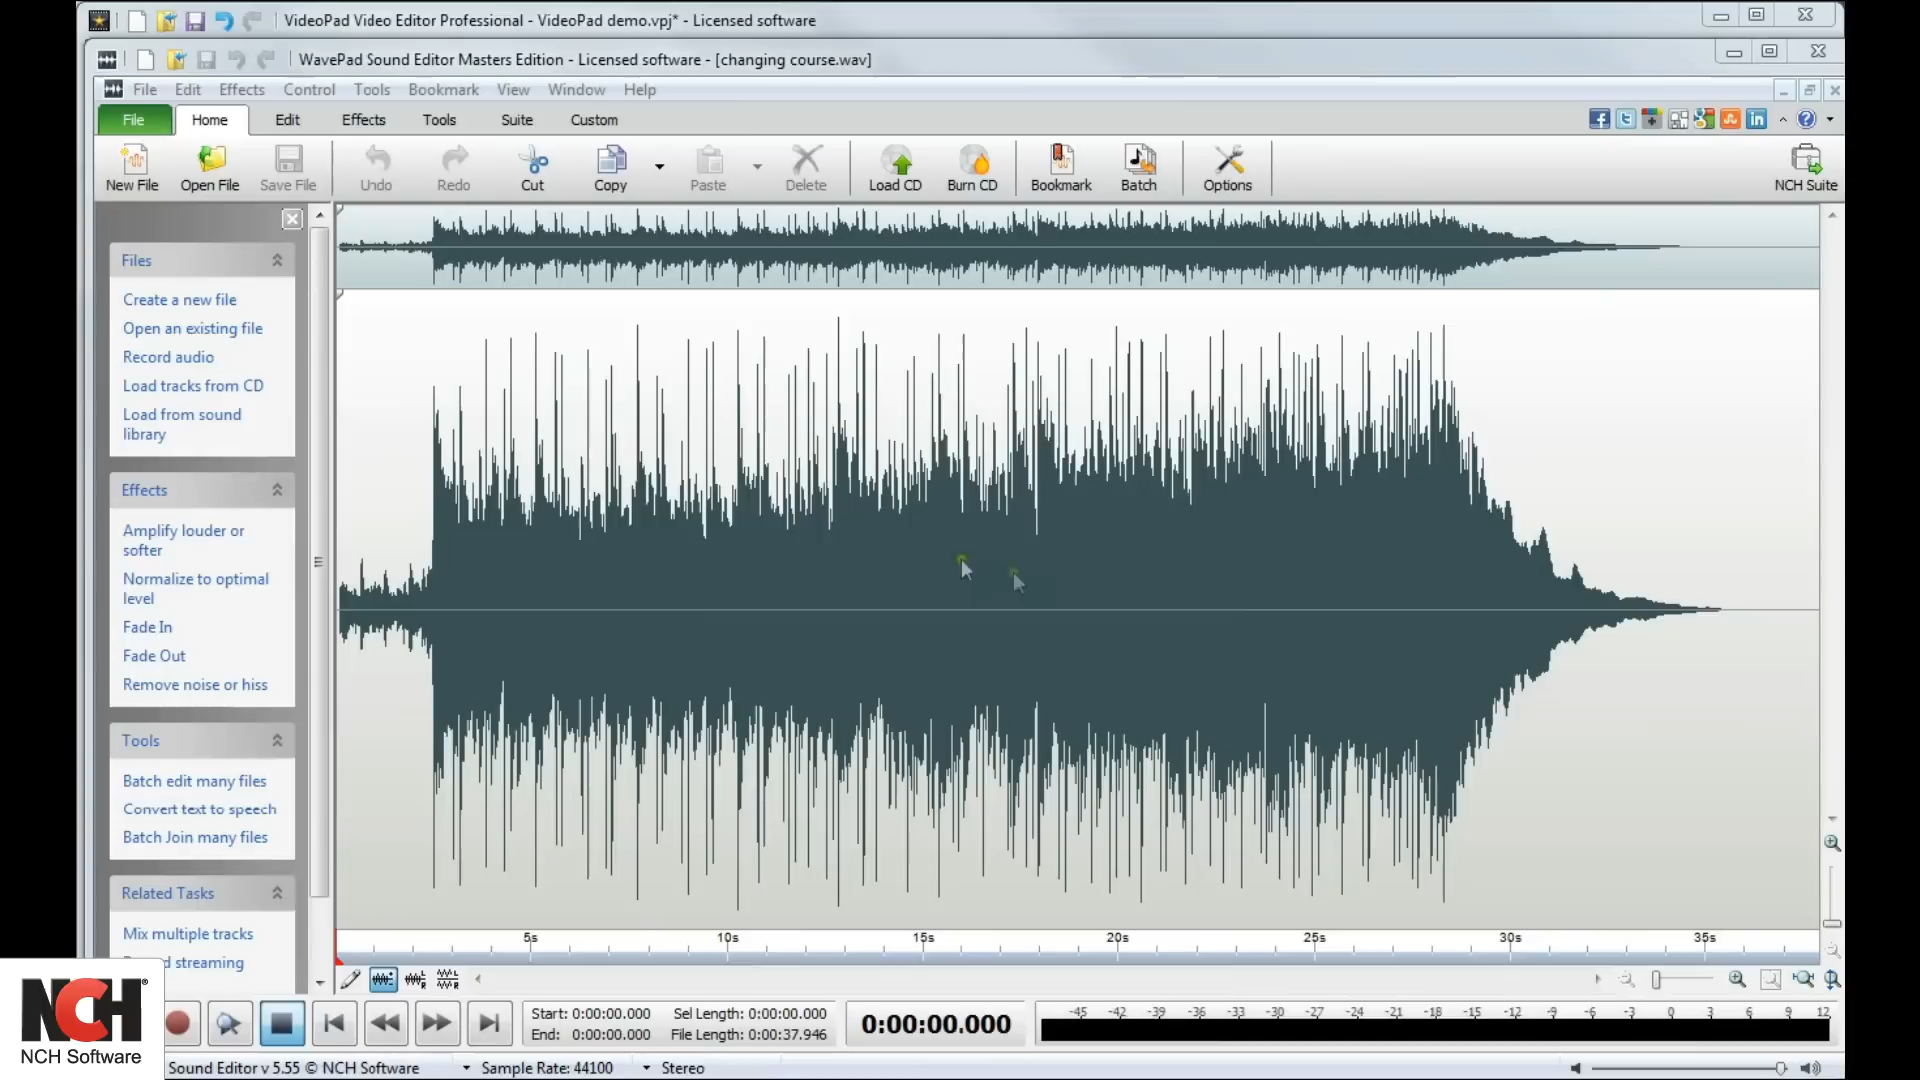 VideoPad Video Editor Professional - VideoPad demo.vpj* - Licensed software
WavePad Sound Editor Masters Edition - Licensed software - [changing course.wav]
File Edit Effects Control Tools Bookmark View Window Help
File Home Edit Effects Tools Suite Custom
New File Open File Save File Undo Redo Cut Copy Paste Delete Load CD Burn CD Bookmark Batch Options NCH Suite
Files
Create a new file
Open an existing file
Record audio
Load tracks from CD
Load from sound
library
Effects
Amplify louder or
softer
Normalize to optimal
level
Fade In
Fade Out
Remove noise or hiss
Tools
Batch edit many files
Convert text to speech
Batch Join many files
Related Tasks
Mix multiple tracks
d streaming
5s 10s 15s 20s 25s 30s 35s
Start: 0:00:00.000 Sel Length: 0:00:00.000
End: 0:00:00.000 File Length: 0:00:37.946
0:00:00.000
-45 -42 -39 -36 -33 -30 -27 -24 -21 -18 -15 -12 -9 -6 -3 0 3 6 9 12
NCH®
NCH Software
Sound Editor v 5.55 © NCH Software Sample Rate: 44100 Stereo